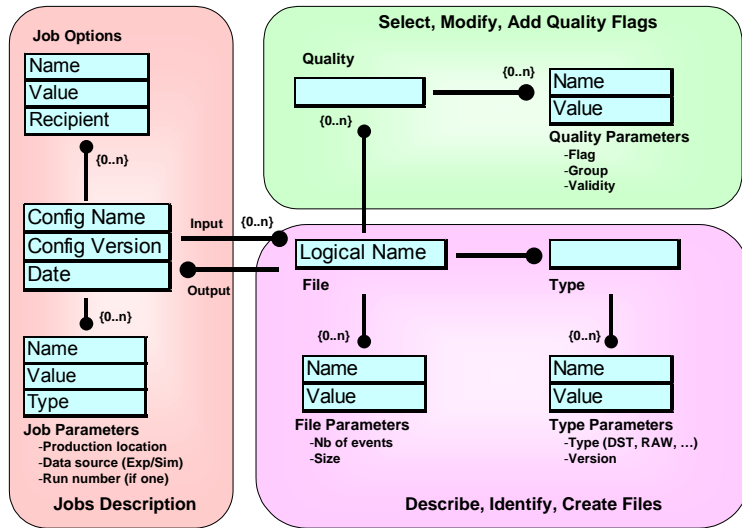 Job Options
Name
Value
Recipient
{0..n}
Config Name
Config Version
Date
{0..n}
Name
Value
Type
Job Parameters
-Production location
-Data source (Exp/Sim)
-Run number (if one)
Jobs Description
Input
{0..n}
Output
Select, Modify, Add Quality Flags
Quality
{0..n}
{0..n}
Name
Value
Quality Parameters
-Flag
-Group
-Validity
Logical Name
File
Type
{0..n}
{0..n}
Name
Value
File Parameters
-Nb of events
-Size
Name
Value
Type Parameters
-Type (DST, RAW, …)
-Version
Describe, Identify, Create Files